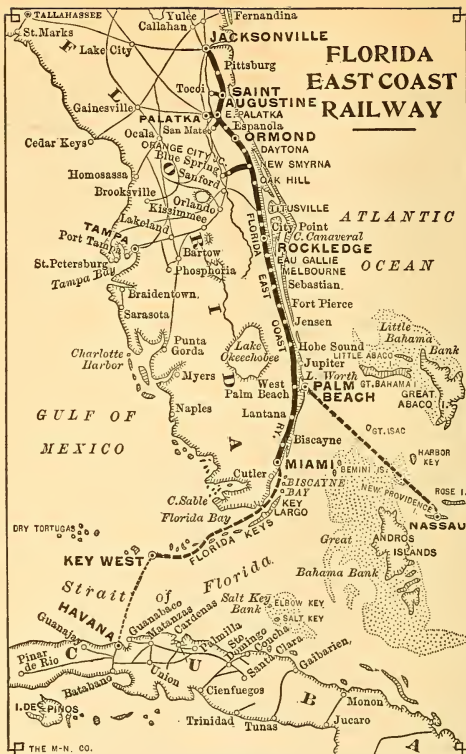 TALLAHASSEE
St. Marks
Yulee
Callahan
Fernandina
Lake City
JACKSONVILLE
FLORIDA
EAST COAST
RAILWAY
Pittsburg
Tocoi
SAINT
AUGUSTINE
Gainesville
PALATKA
E. PALATKA
San Mateo
Espanola
ORMOND
Ocala
DAYTONA
Cedar Keys
ORANGE CITY JC.
Blue Spring
NEW SMYRNA
Sanford
OAK HILL
Homosassa
Brooksville
Orlando
TITUSVILLE
Kissimmee
City Point
C. Canaveral
ATLANTIC
OCEAN
TAMPA
Lakeland
ROCKLEDGE
Port Tampa
Bartow
EAU GALLIE
St. Petersburg
Phosphoria
MELBOURNE
Tampa Bay
Sebastian
Braidentown
Fort Pierce
Sarasota
Jensen
FLORIDA EAST COAST RY.
Punta
Gorda
Lake
Okeechobee
Hobe Sound
Little
Bahama
Bank
Charlotte
Harbor
Jupiter
LITTLE ABACO
L. Worth
GT. BAHAMA I.
Myers
West
Palm Beach
PALM
BEACH
GREAT
ABACO I.
Naples
Lantana
GULF OF
MEXICO
GT. ISAC
Biscayne
HARBOR
KEY
MIAMI
BEMINI IS.
Cutler
BISCAYNE
BAY
NEW PROVIDENCE
ROSE I.
C. Sable
KEY
LARGO
NASSAU
Florida Bay
DRY TORTUGAS
FLORIDA KEYS
Great
Bahama Bank
ANDROS
ISLANDS
KEY WEST
Strait of Florida
Salt Key
Bank
ELBOW KEY
SALT KEY
HAVANA
Guanabaco
Matanzas
Cardenas
Guanajay
Palmilla
Sto
Domingo
Concha
Santa Clara
Gaibarien
Pinar
de Rio
Batabano
Union
Cienfuegos
I. DE PINOS
Trinidad
Tunas
Monon
Jucaro
FLORIDA
CUBA
THE M.-N. CO.